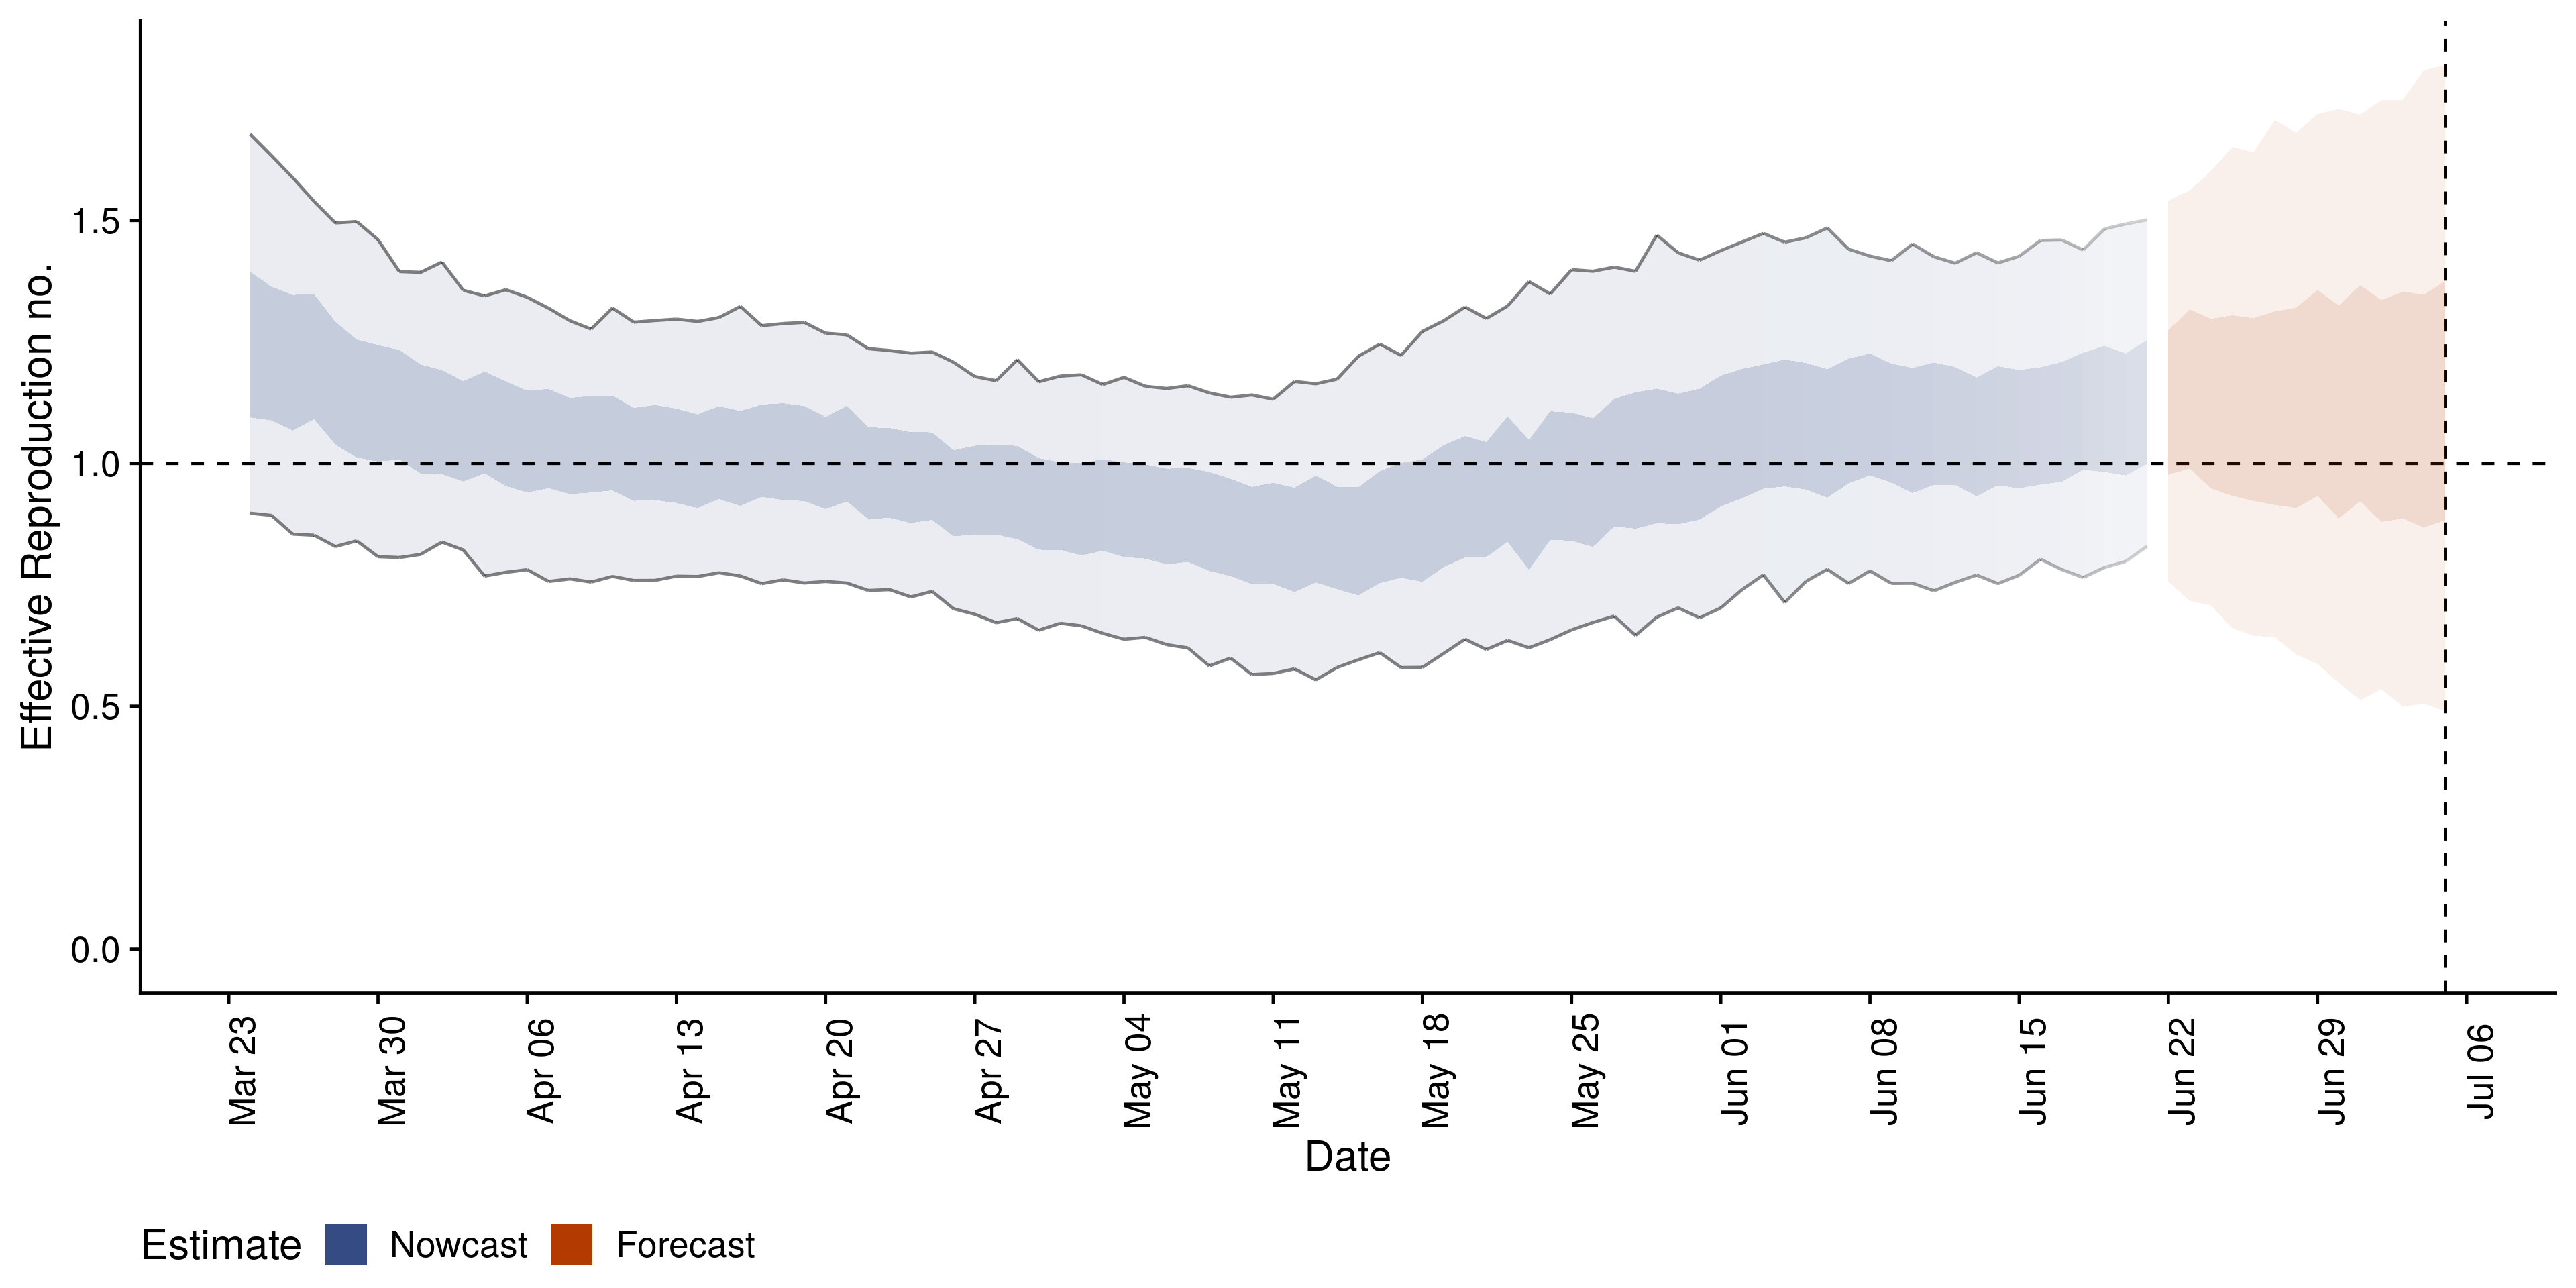 Effective Reproduction no.
1.5
1.0
0.5
0.0
Mar 23
Mar 30
Apr 06
Apr 13
Apr 20
Apr 27
May 04
May 11
May 18
May 25
Jun 01
Jun 08
Jun 15
Jun 22
Jun 29
Jul 06
Date
Estimate Nowcast Forecast